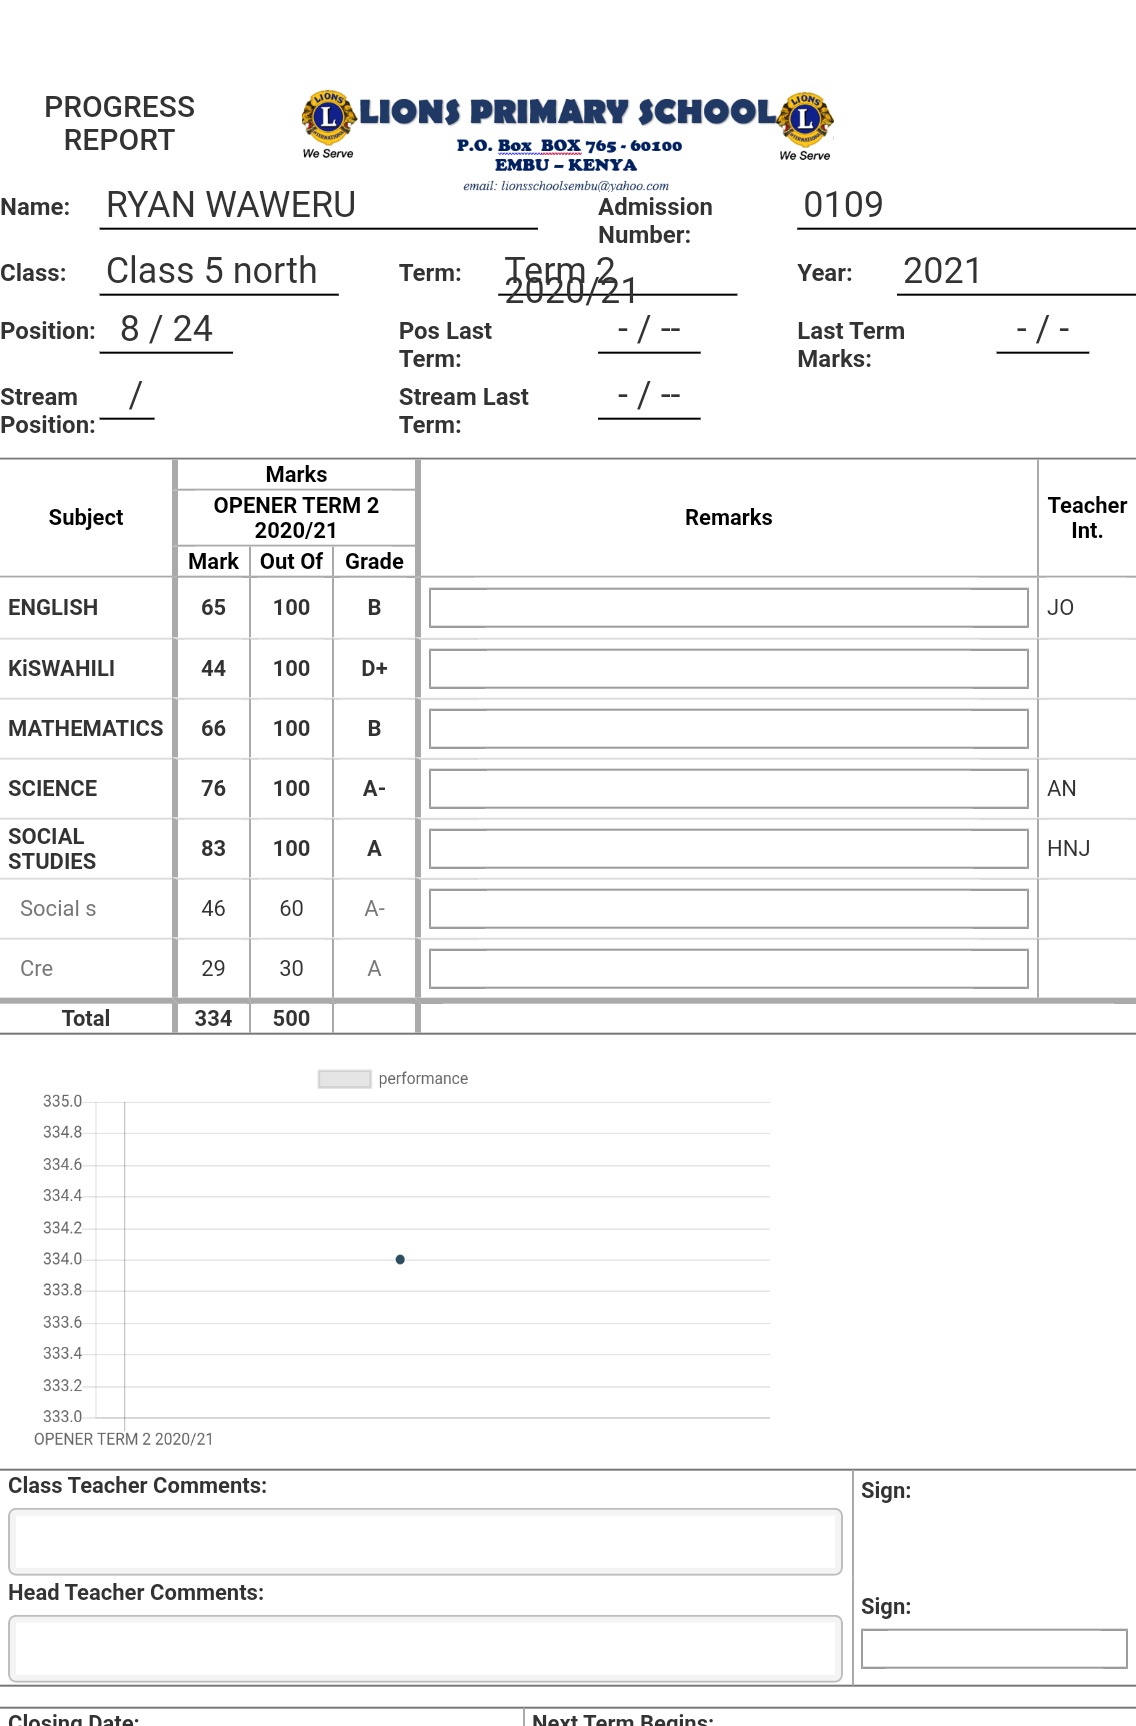 PROGRESS
REPORT
LIONS PRIMARY SCHOOL
We Serve
We Serve
P.O. Box BOX 765 - 60100
EMBU – KENYA
email: lionsschoolsembu@yahoo.com
Name: RYAN WAWERU Admission Number: 0109
Class: Class 5 north Term: Term 2 2020/21 Year: 2021
Position: 8 / 24 Pos Last Term: - / -- Last Term Marks: - / -
Stream Position: / Stream Last Term: - / --
Subject Marks Remarks Teacher Int.
OPENER TERM 2 2020/21
Mark Out Of Grade
ENGLISH 65 100 B JO
KiSWAHILI 44 100 D+
MATHEMATICS 66 100 B
SCIENCE 76 100 A- AN
SOCIAL STUDIES 83 100 A HNJ
Social s 46 60 A-
Cre 29 30 A
Total 334 500
performance
335.0
334.8
334.6
334.4
334.2
334.0
333.8
333.6
333.4
333.2
333.0
OPENER TERM 2 2020/21
Class Teacher Comments: Sign:
Head Teacher Comments: Sign:
Closing Date: Next Term Begins: